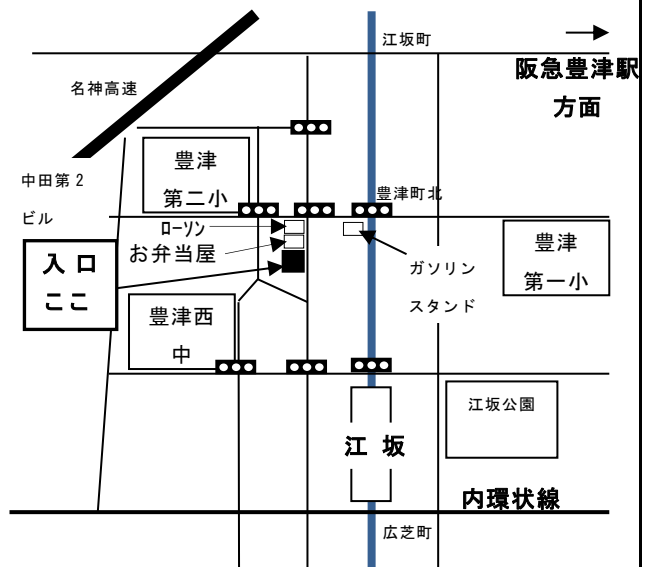 江坂町
阪急豊津駅
方面
名神高速
中田第２
ビル
豊津
第二小
豊津町北
ローソン
お弁当屋
入 口
ここ
ガソリン
スタンド
豊津
第一小
豊津西
中
江坂公園
江 坂
内環状線
広芝町